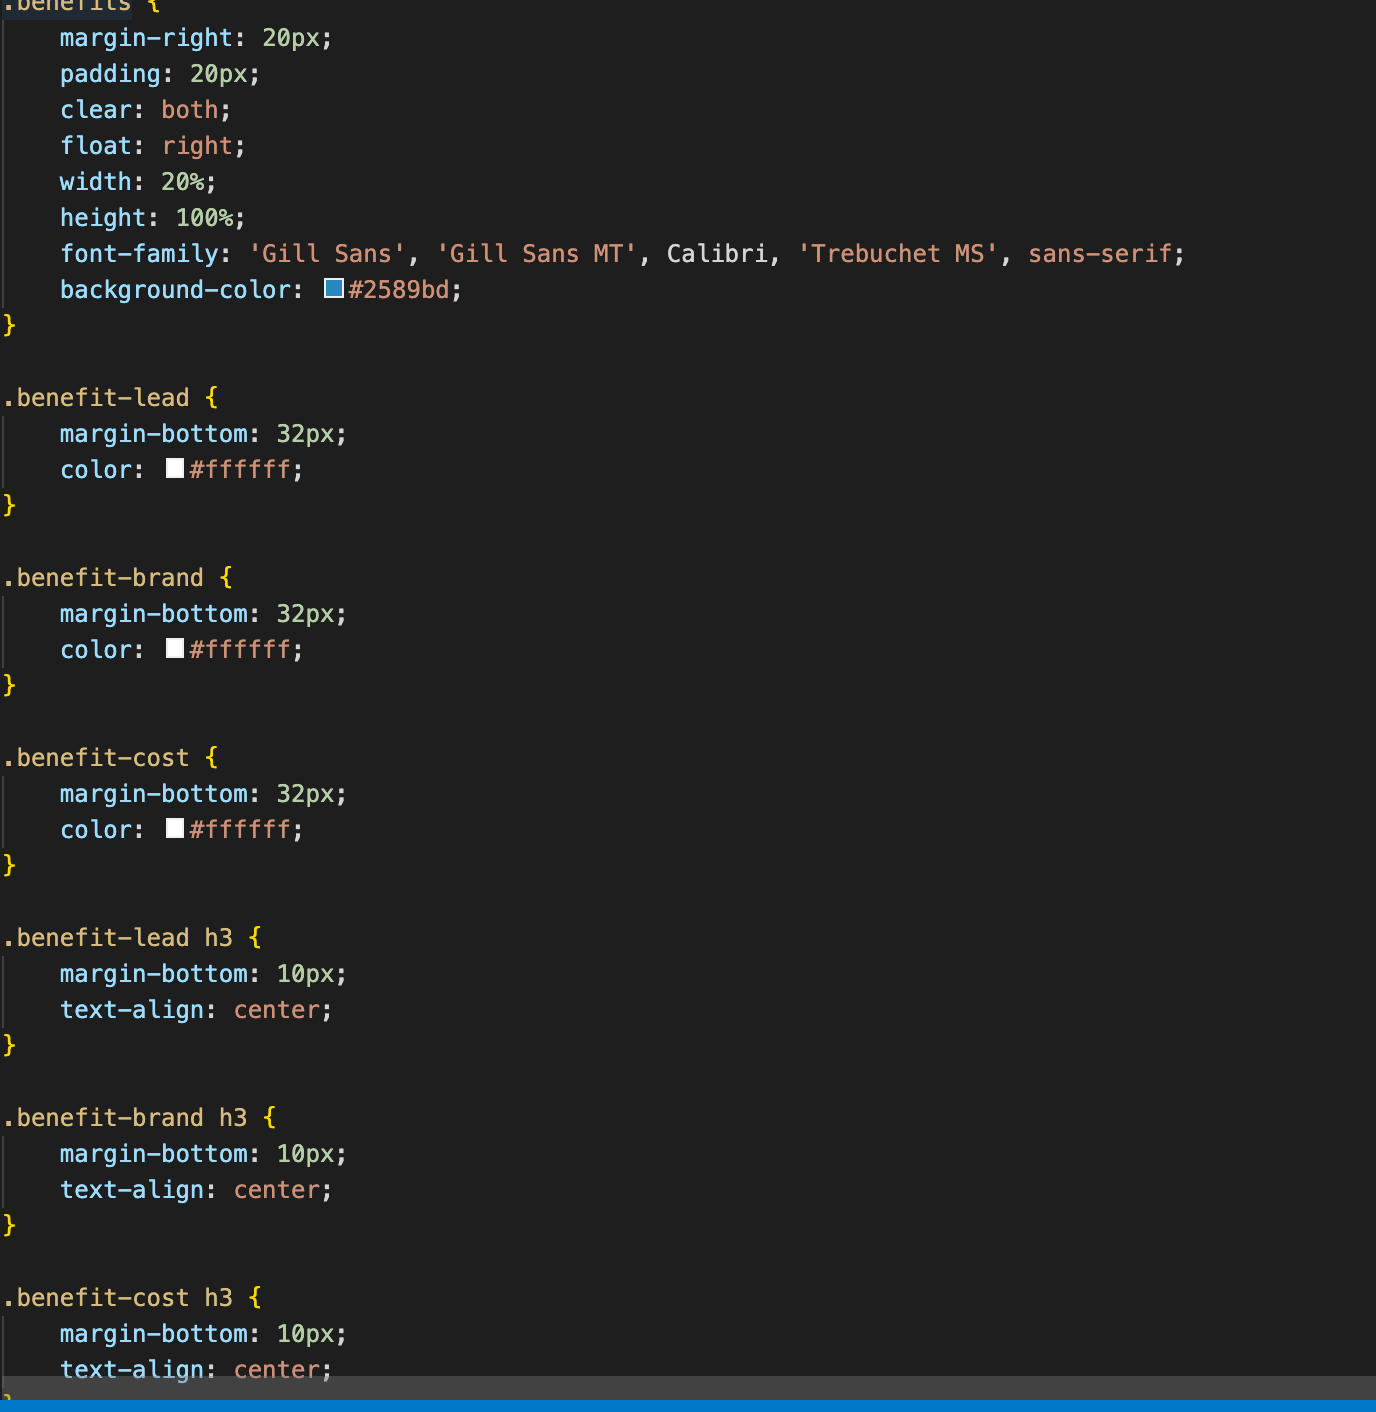 .benefits {
    margin-right: 20px;
    padding: 20px;
    clear: both;
    float: right;
    width: 20%;
    height: 100%;
    font-family: 'Gill Sans', 'Gill Sans MT', Calibri, 'Trebuchet MS', sans-serif;
    background-color: #2589bd;
}

.benefit-lead {
    margin-bottom: 32px;
    color: #ffffff;
}

.benefit-brand {
    margin-bottom: 32px;
    color: #ffffff;
}

.benefit-cost {
    margin-bottom: 32px;
    color: #ffffff;
}

.benefit-lead h3 {
    margin-bottom: 10px;
    text-align: center;
}

.benefit-brand h3 {
    margin-bottom: 10px;
    text-align: center;
}

.benefit-cost h3 {
    margin-bottom: 10px;
    text-align: center;
}